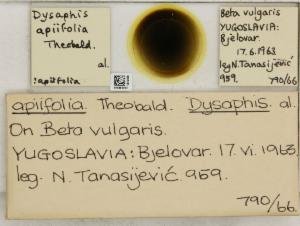 Dysaphis
apiifolia
Theobald.
al.
:apiifolia
Beta vulgaris
YUGOSLAVIA:
Bjelovar.
17.6.1963
leg N. Tanasijević
959. 790/66
apiifolia. Theobald. Dysaphis. al.
On Beta vulgaris.
YUGOSLAVIA: Bjelovar. 17.vi.1963.
leg. N. Tanasijević. 959.
790/66.